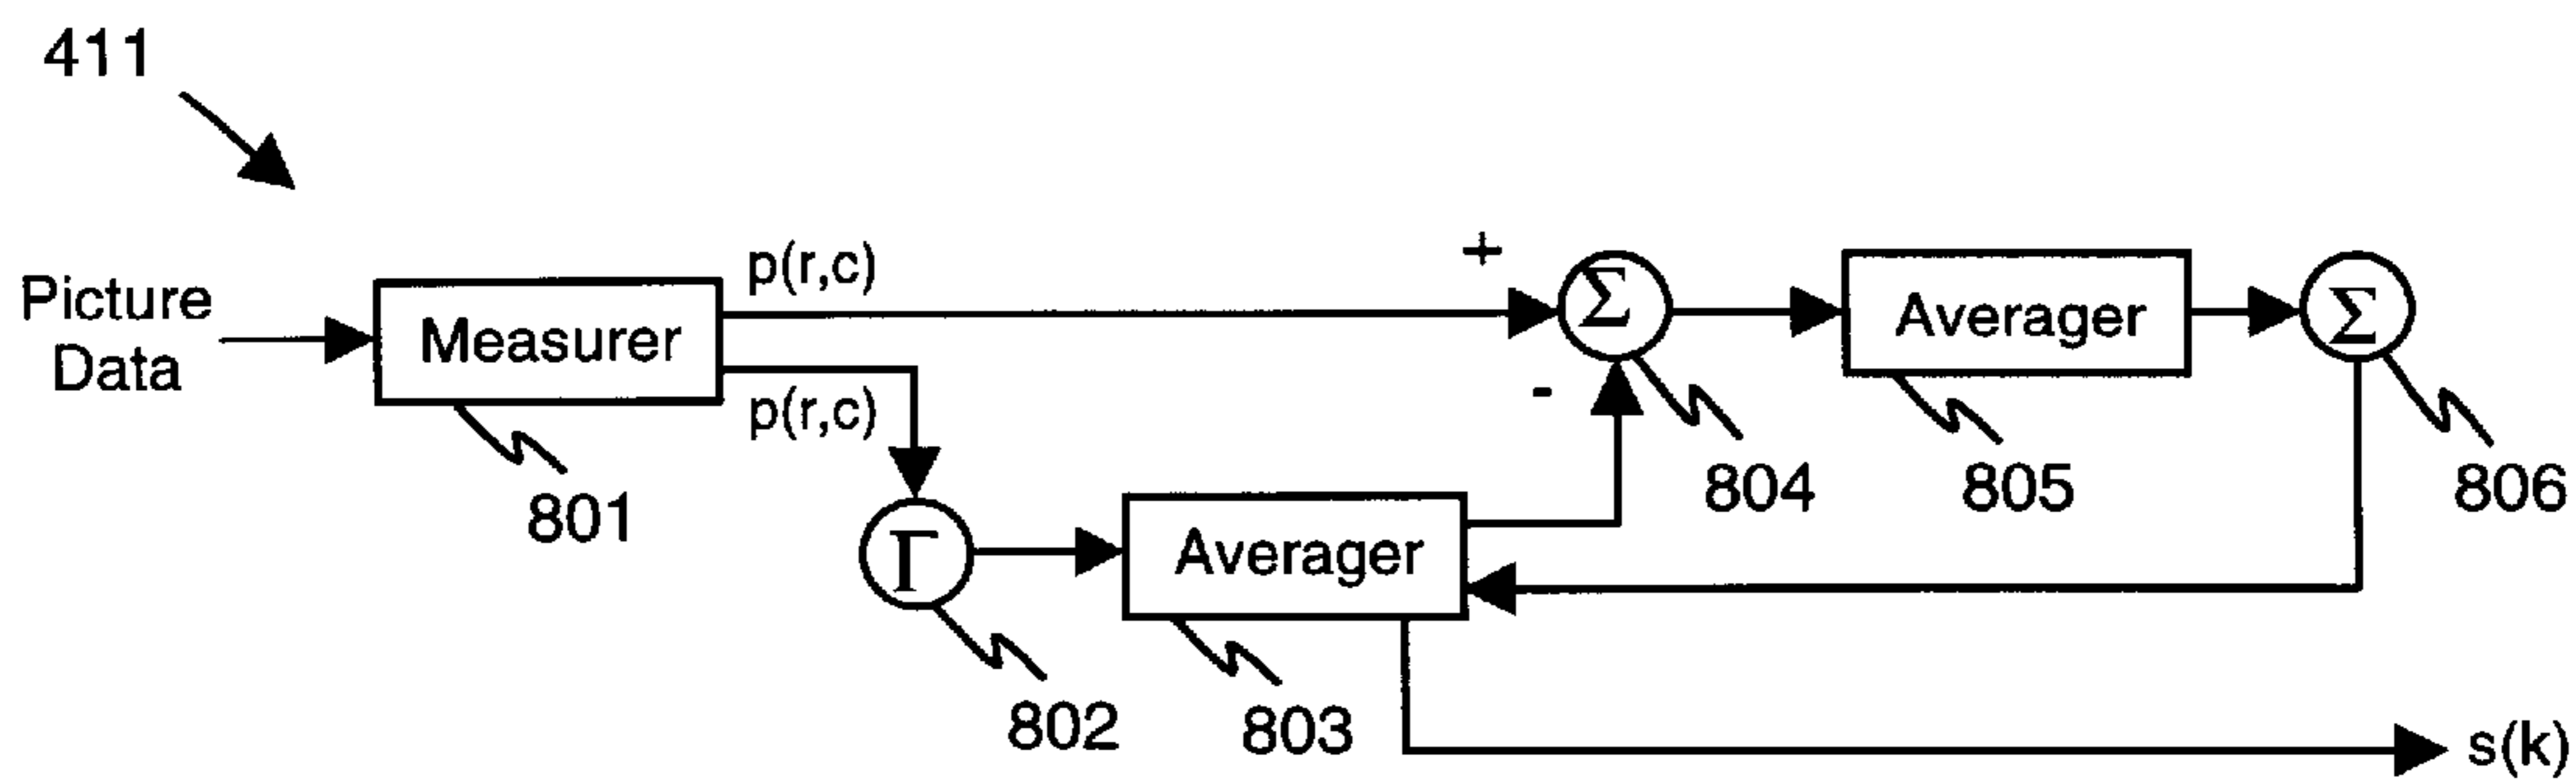 411
Picture
Data
Measurer
p(r,c)
p(r,c)
+
-
Σ
Averager
Σ
801
804
805
806
Γ
Averager
802
803
s(k)